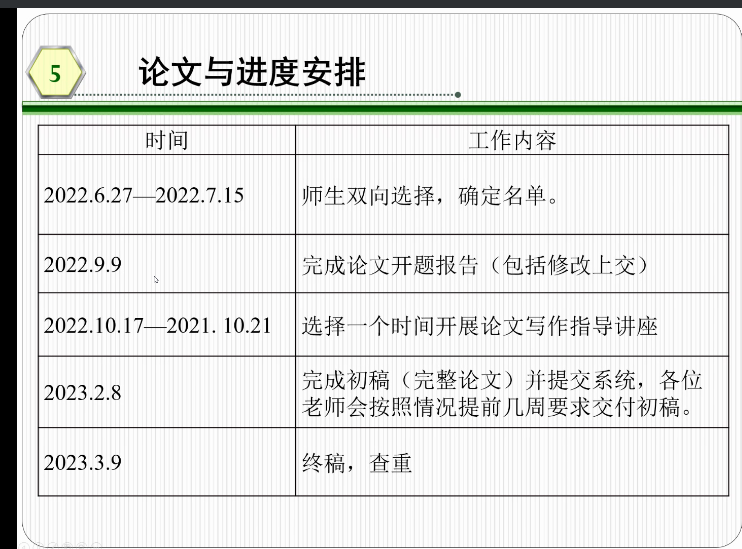 5
论文与进度安排
时间 工作内容
2022.6.27—2022.7.15 师生双向选择，确定名单。
2022.9.9 完成论文开题报告（包括修改上交）
2022.10.17—2021. 10.21 选择一个时间开展论文写作指导讲座
2023.2.8 完成初稿（完整论文）并提交系统，各位
老师会按照情况提前几周要求交付初稿。
2023.3.9 终稿，查重